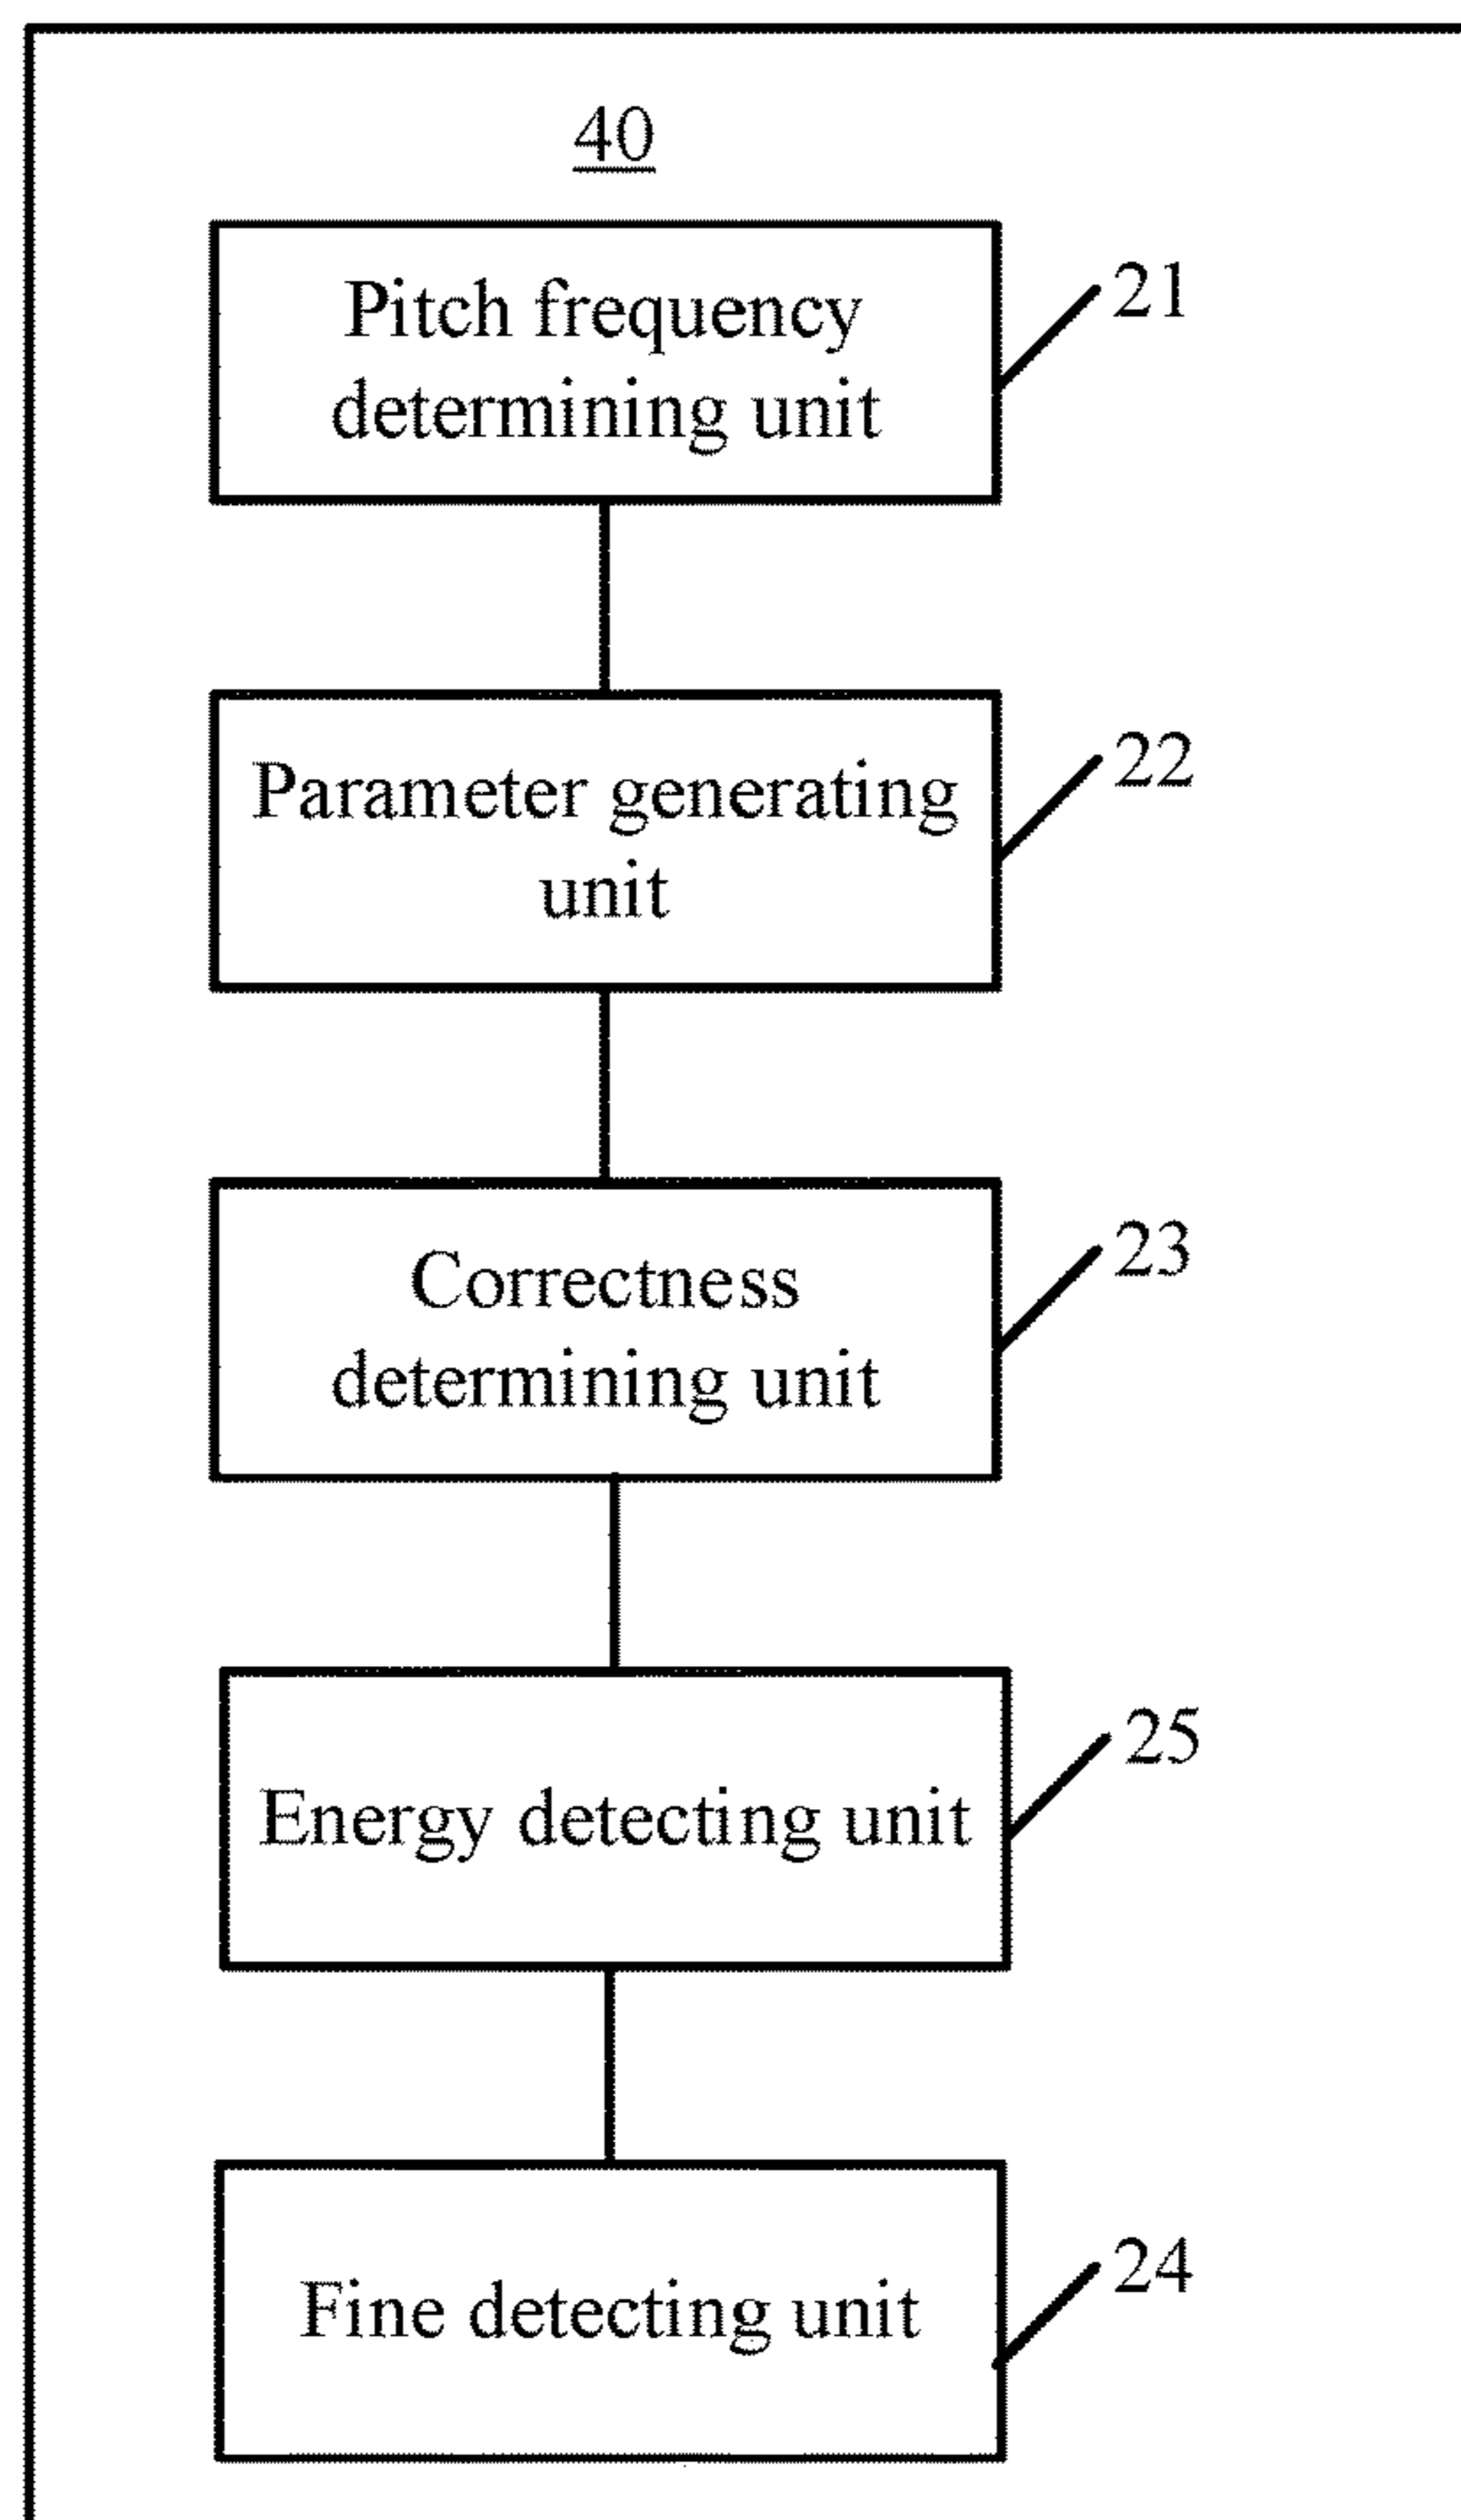 40
Pitch frequency
determining unit
21
Parameter generating
unit
22
Correctness
determining unit
23
Energy detecting unit
25
Fine detecting unit
24